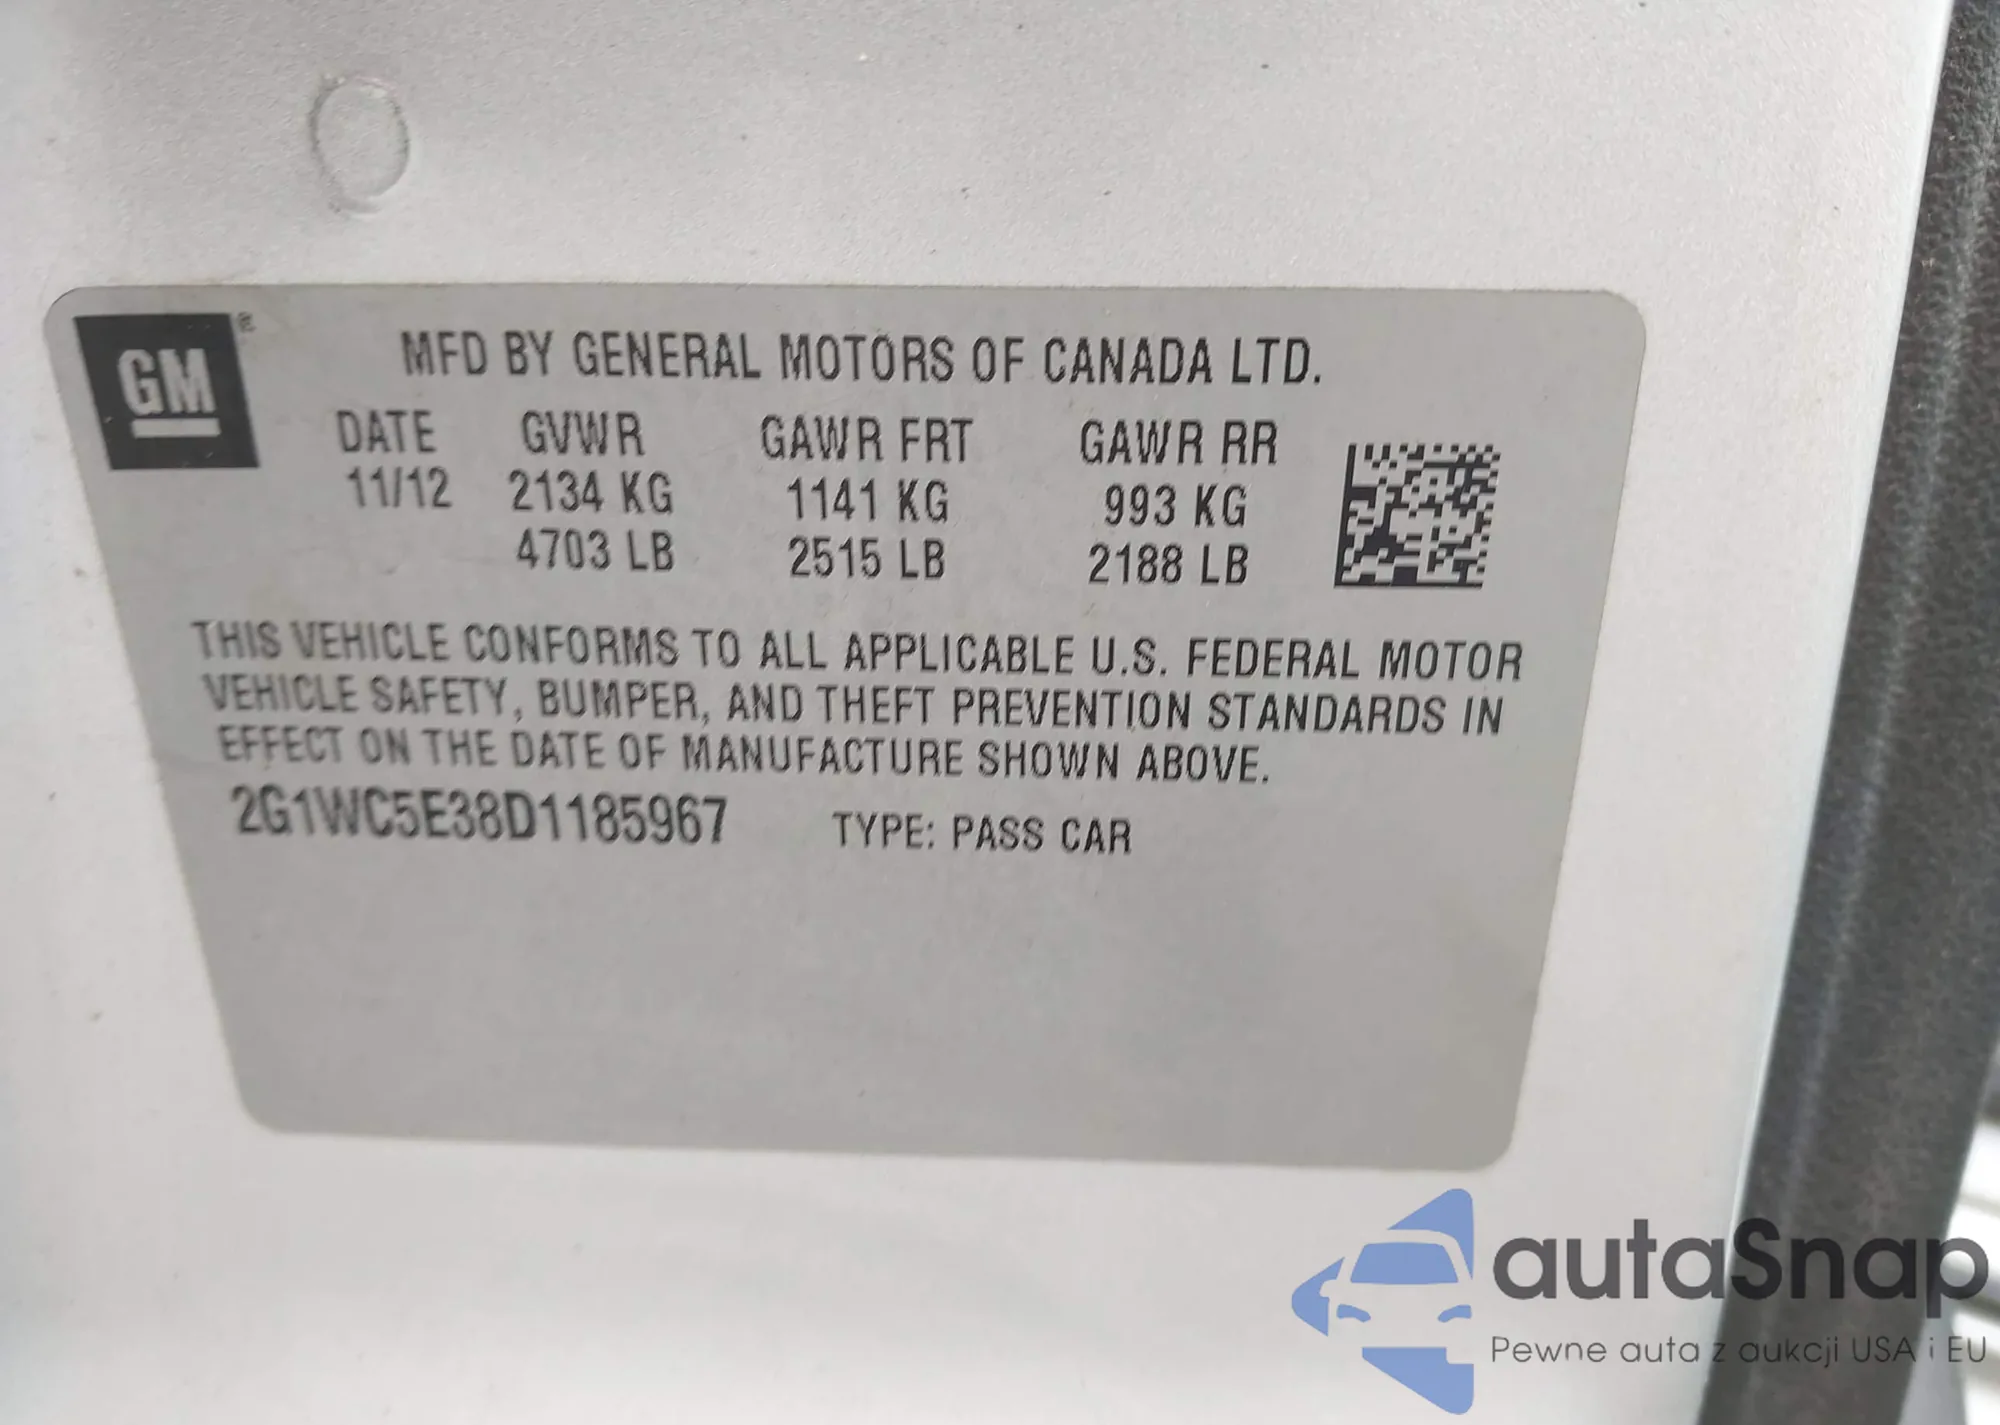 GM®
MFD BY GENERAL MOTORS OF CANADA LTD.
DATE GVWR GAWR FRT GAWR RR
11/12 2134 KG 1141 KG 993 KG
4703 LB 2515 LB 2188 LB
THIS VEHICLE CONFORMS TO ALL APPLICABLE U.S. FEDERAL MOTOR
VEHICLE SAFETY, BUMPER, AND THEFT PREVENTION STANDARDS IN
EFFECT ON THE DATE OF MANUFACTURE SHOWN ABOVE.
2G1WC5E38D1185967 TYPE: PASS CAR
autaSnap
Pewne auta z aukcji USA i EU